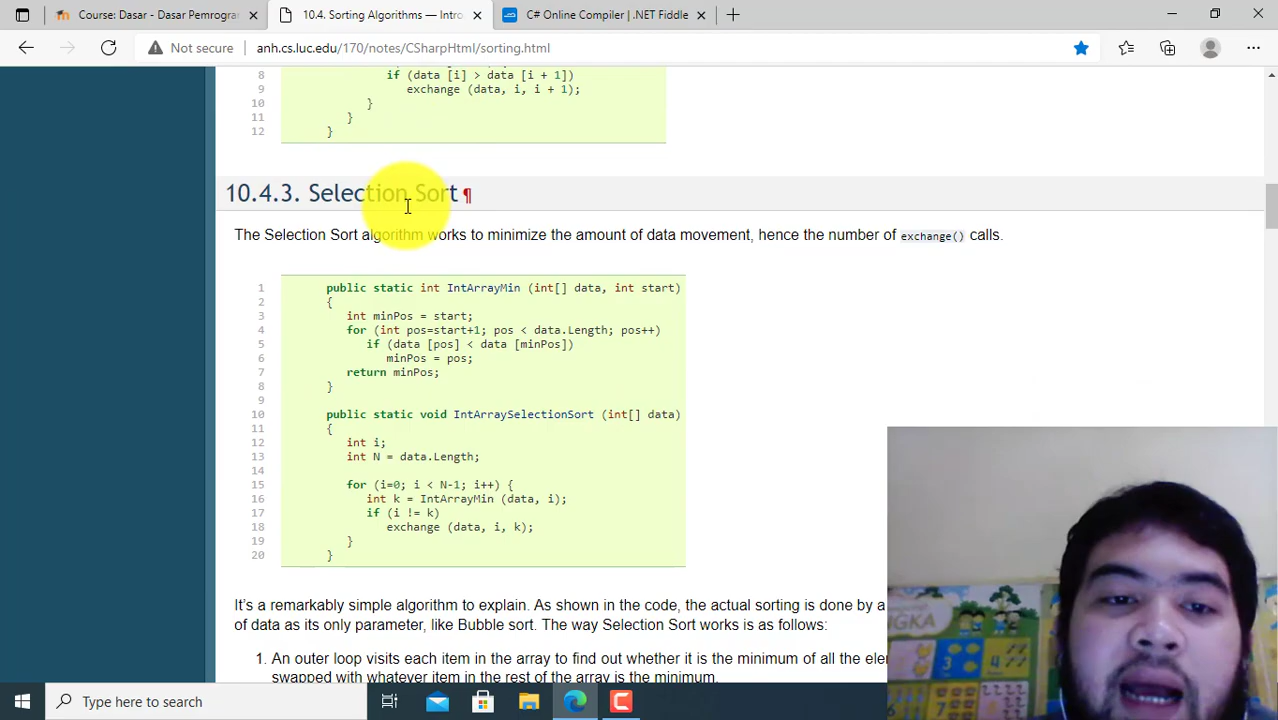 Course: Dasar - Dasar Pemrogra
10.4. Sorting Algorithms — Intro
C# Online Compiler | .NET Fiddle
Not secure
anh.cs.luc.edu/170/notes/CSharpHtml/sorting.html
8 if (data [i] > data [i + 1])
9 exchange (data, i, i + 1);
10 }
11 }
12 }
10.4.3. Selection Sort ¶
The Selection Sort algorithm works to minimize the amount of data movement, hence the number of exchange() calls.
1 public static int IntArrayMin (int[] data, int start)
2 {
3 int minPos = start;
4 for (int pos=start+1; pos < data.Length; pos++)
5 if (data [pos] < data [minPos])
6 minPos = pos;
7 return minPos;
8 }
9
10 public static void IntArraySelectionSort (int[] data)
11 {
12 int i;
13 int N = data.Length;
14
15 for (i=0; i < N-1; i++) {
16 int k = IntArrayMin (data, i);
17 if (i != k)
18 exchange (data, i, k);
19 }
20 }
It's a remarkably simple algorithm to explain. As shown in the code, the actual sorting is done by a
of data as its only parameter, like Bubble sort. The way Selection Sort works is as follows:
1. An outer loop visits each item in the array to find out whether it is the minimum of all the ele
swapped with whatever item in the rest of the array is the minimum.
Type here to search
NGKA
3
4